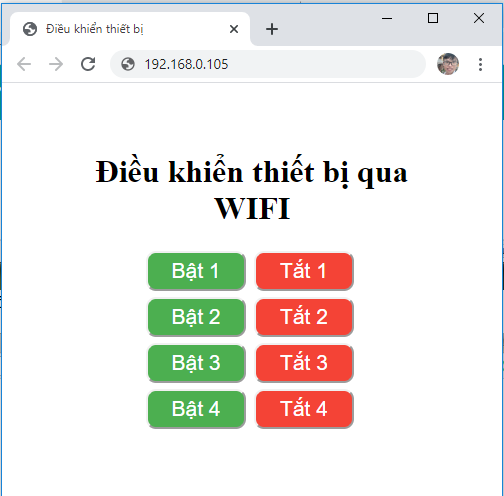 Điều khiển thiết bị
192.168.0.105
Điều khiển thiết bị qua
WIFI
Bật 1 Tắt 1
Bật 2 Tắt 2
Bật 3 Tắt 3
Bật 4 Tắt 4